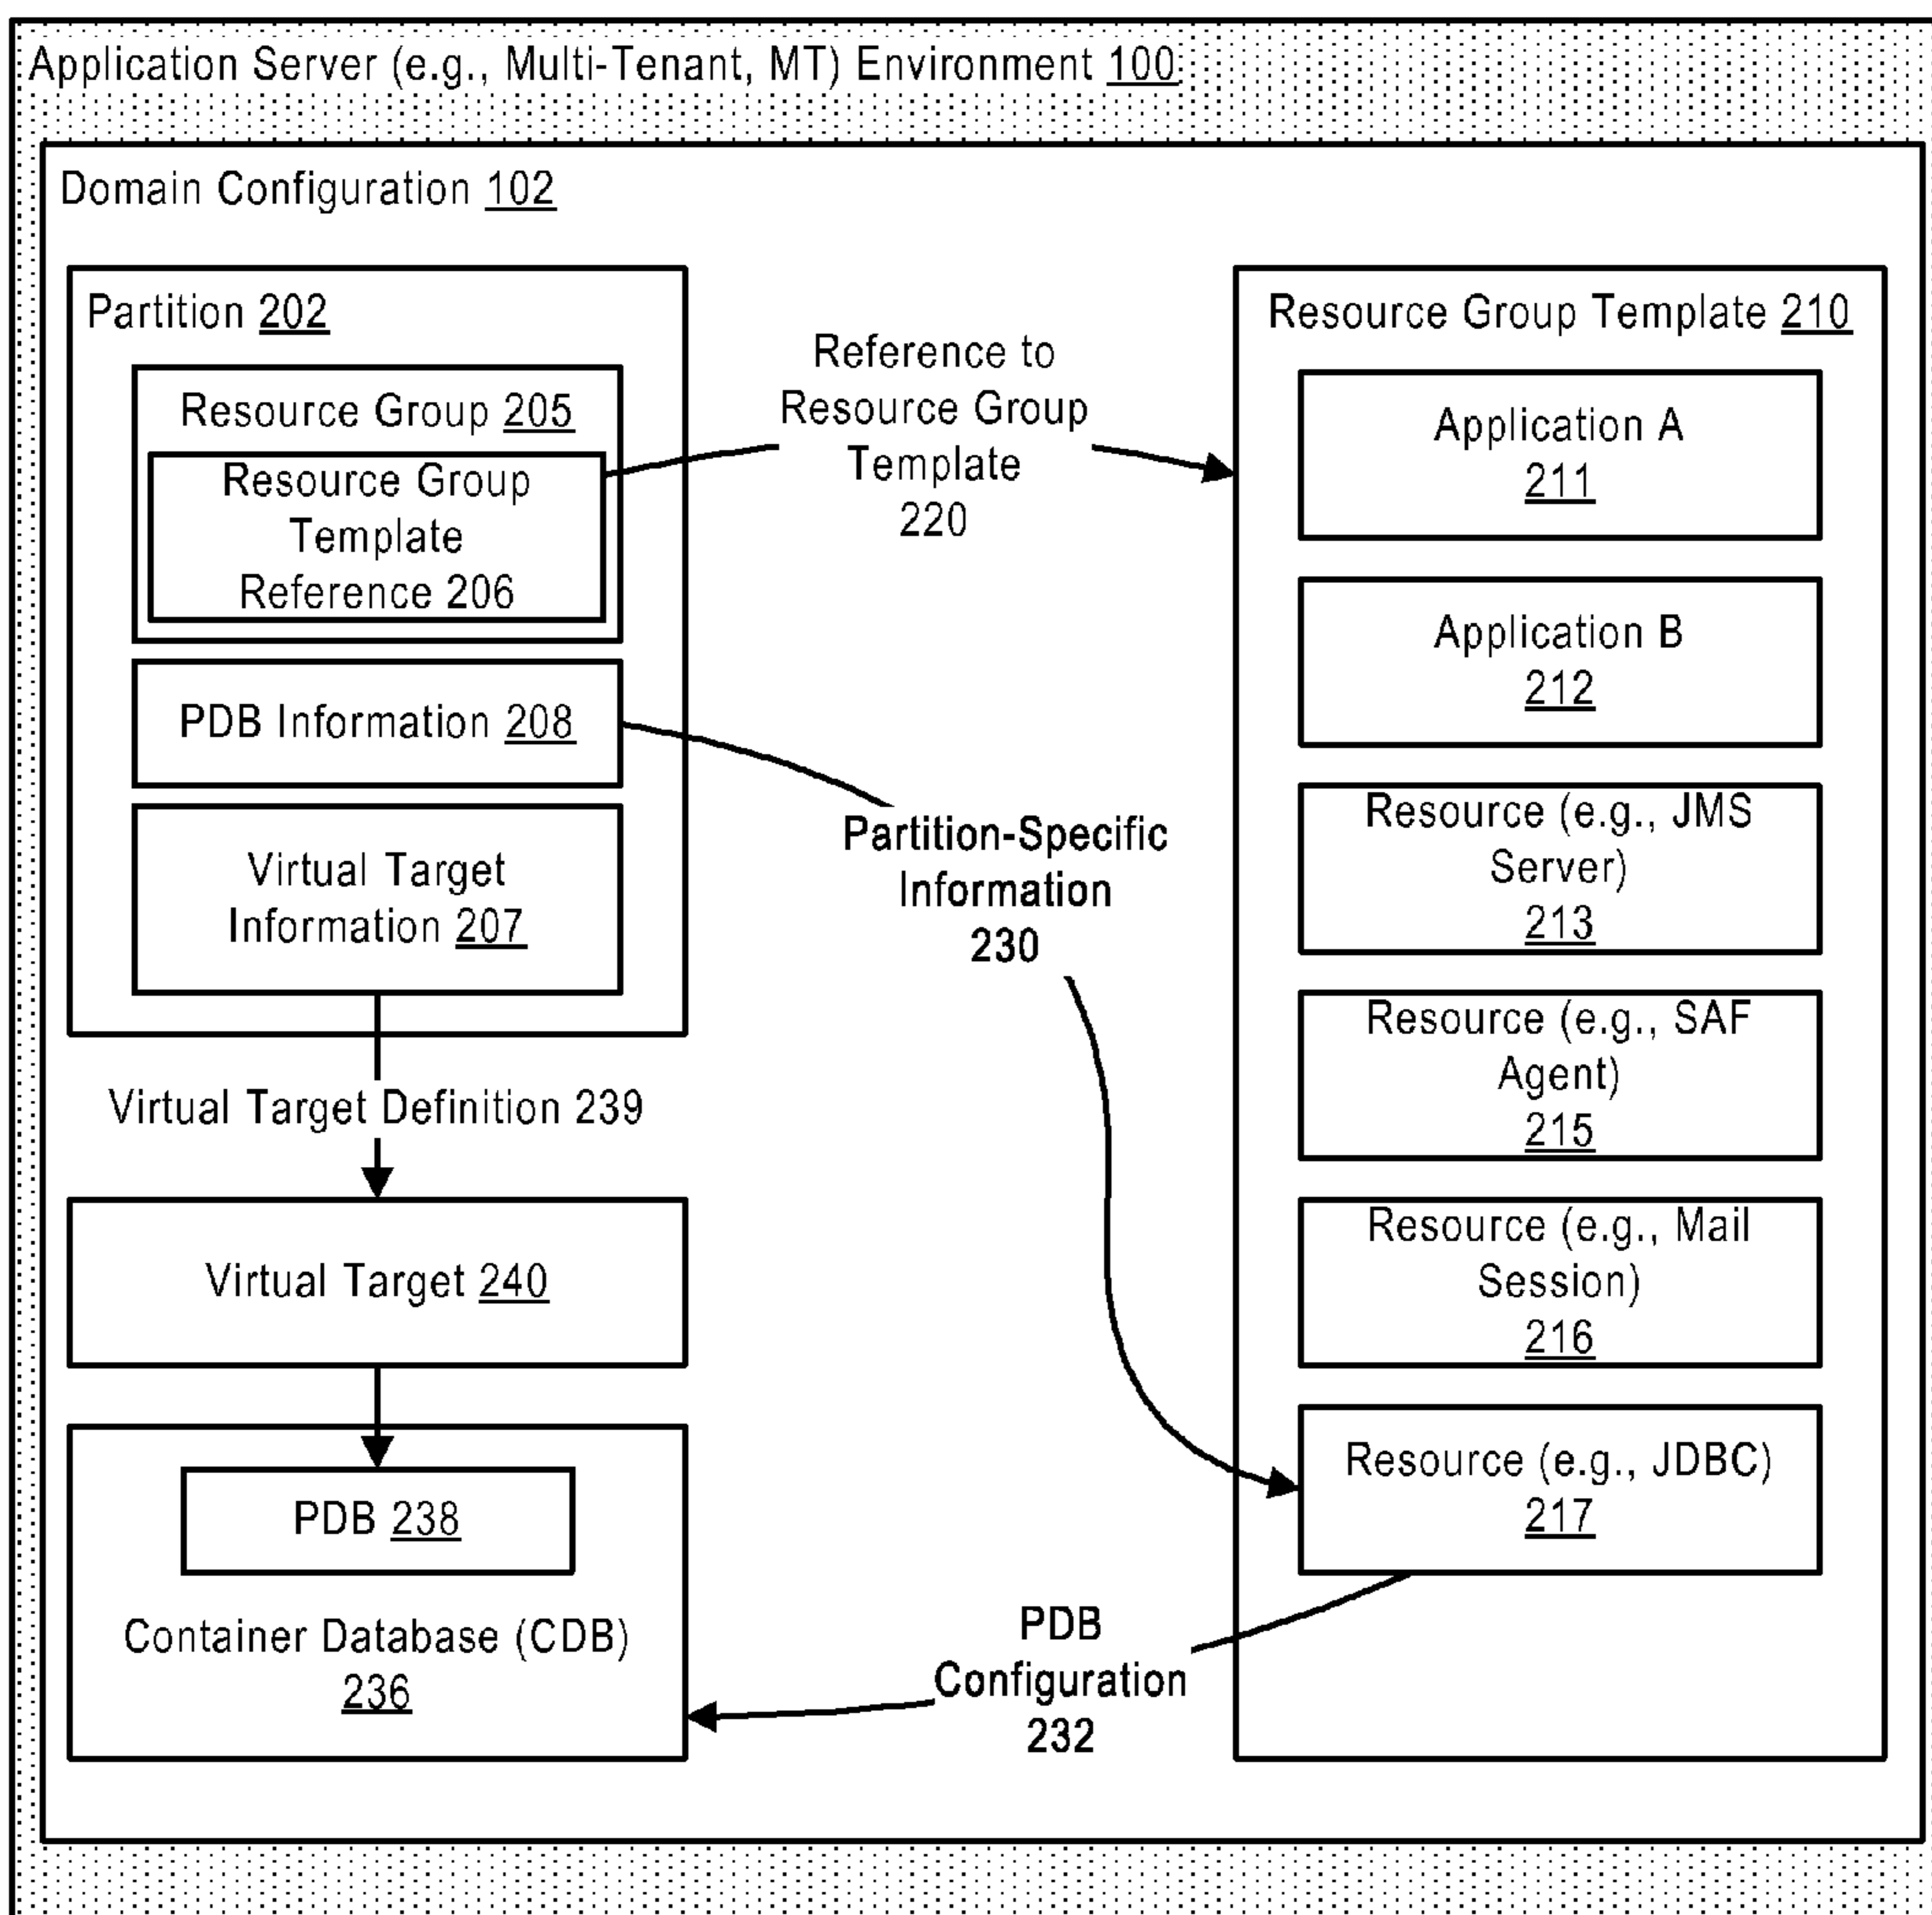 Application Server (e.g., Multi-Tenant, MT) Environment 100
Domain Configuration 102
Partition 202
Resource Group 205
Resource Group
Template
Reference 206
PDB Information 208
Virtual Target
Information 207
Reference to
Resource Group
Template
220
Partition-Specific
Information
230
Virtual Target Definition 239
Virtual Target 240
PDB 238
Container Database (CDB)
236
PDB
Configuration
232
Resource Group Template 210
Application A
211
Application B
212
Resource (e.g., JMS
Server)
213
Resource (e.g., SAF
Agent)
215
Resource (e.g., Mail
Session)
216
Resource (e.g., JDBC)
217